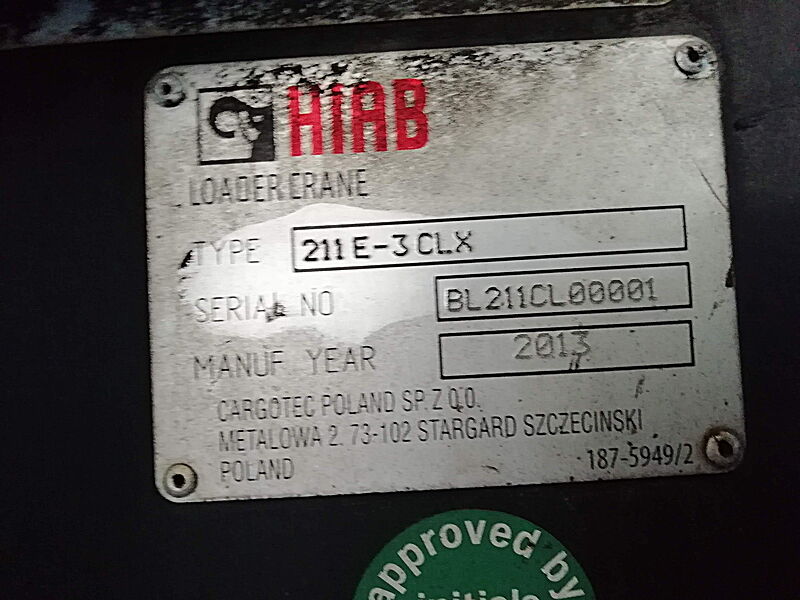 HIAB
LOADER CRANE
TYPE 211 E-3 CLX
SERIAL NO BL211CL00001
MANUF YEAR 2013
CARGOTEC POLAND SP. Z O.O.
METALOWA 2. 73-102 STARGARD SZCZECINSKI
POLAND 187-5949/2
approved by
initials